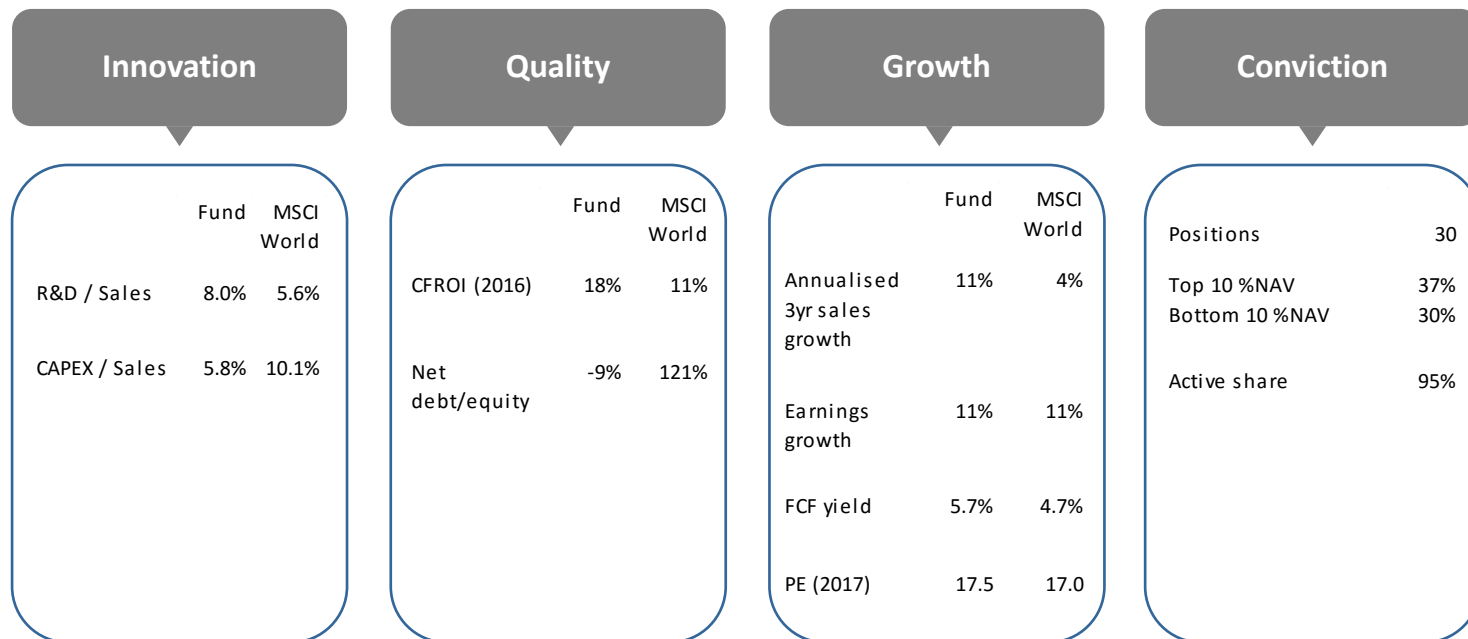 Innovation
Fund MSCI
World
R&D / Sales 8.0% 5.6%
CAPEX / Sales 5.8% 10.1%
Quality
Fund MSCI
World
CFROI (2016) 18% 11%
Net
debt/equity -9% 121%
Growth
Fund MSCI
World
Annualised 11% 4%
3yr sales
growth
Earnings 11% 11%
growth
FCF yield 5.7% 4.7%
PE (2017) 17.5 17.0
Conviction
Positions 30
Top 10 %NAV 37%
Bottom 10 %NAV 30%
Active share 95%